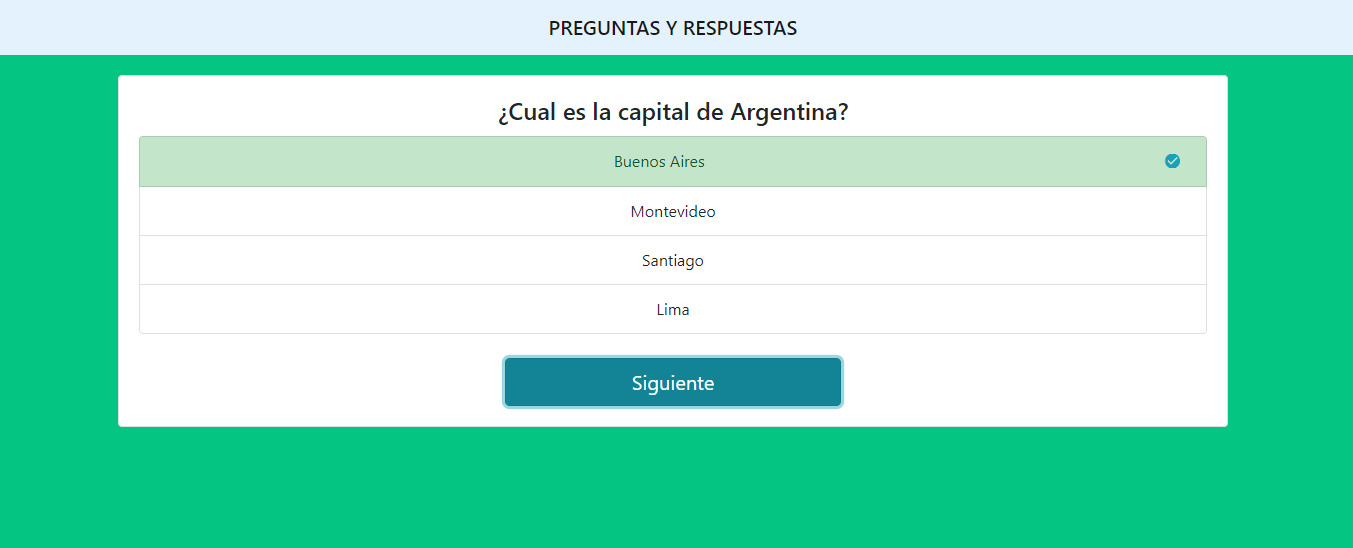 PREGUNTAS Y RESPUESTAS
¿Cual es la capital de Argentina?
Buenos Aires
Montevideo
Santiago
Lima
Siguiente